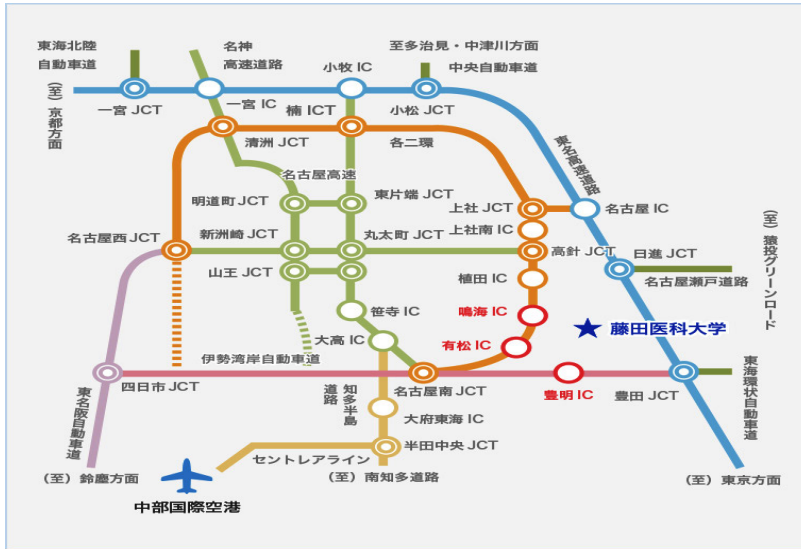 東海北陸
自動車道
名神
高速道路
小牧 IC
至多治見・中津川方面
中央自動車道
(至) 京都方面
一宮 JCT
一宮 IC
楠 ICT
小松 JCT
清洲 JCT
各二環
東名高速道路
名古屋高速
明道町 JCT
東片端 JCT
上社 JCT
名古屋 IC
上社南 IC
名古屋西 JCT
新洲崎 JCT
丸太町 JCT
高針 JCT
日進 JCT
(至) 猿投グリーンロード
山王 JCT
植田 IC
名古屋瀬戸道路
笹寺 IC
鳴海 IC
藤田医科大学
大高 IC
有松 IC
伊勢湾岸自動車道
四日市 JCT
名古屋南 JCT
豊明 IC
豊田 JCT
東海環状自動車道
東名阪自動車道
知多半島
道路
大府東海 IC
半田中央 JCT
セントレアライン
(至) 鈴慶方面
(至) 南知多道路
(至) 東京方面
中部国際空港